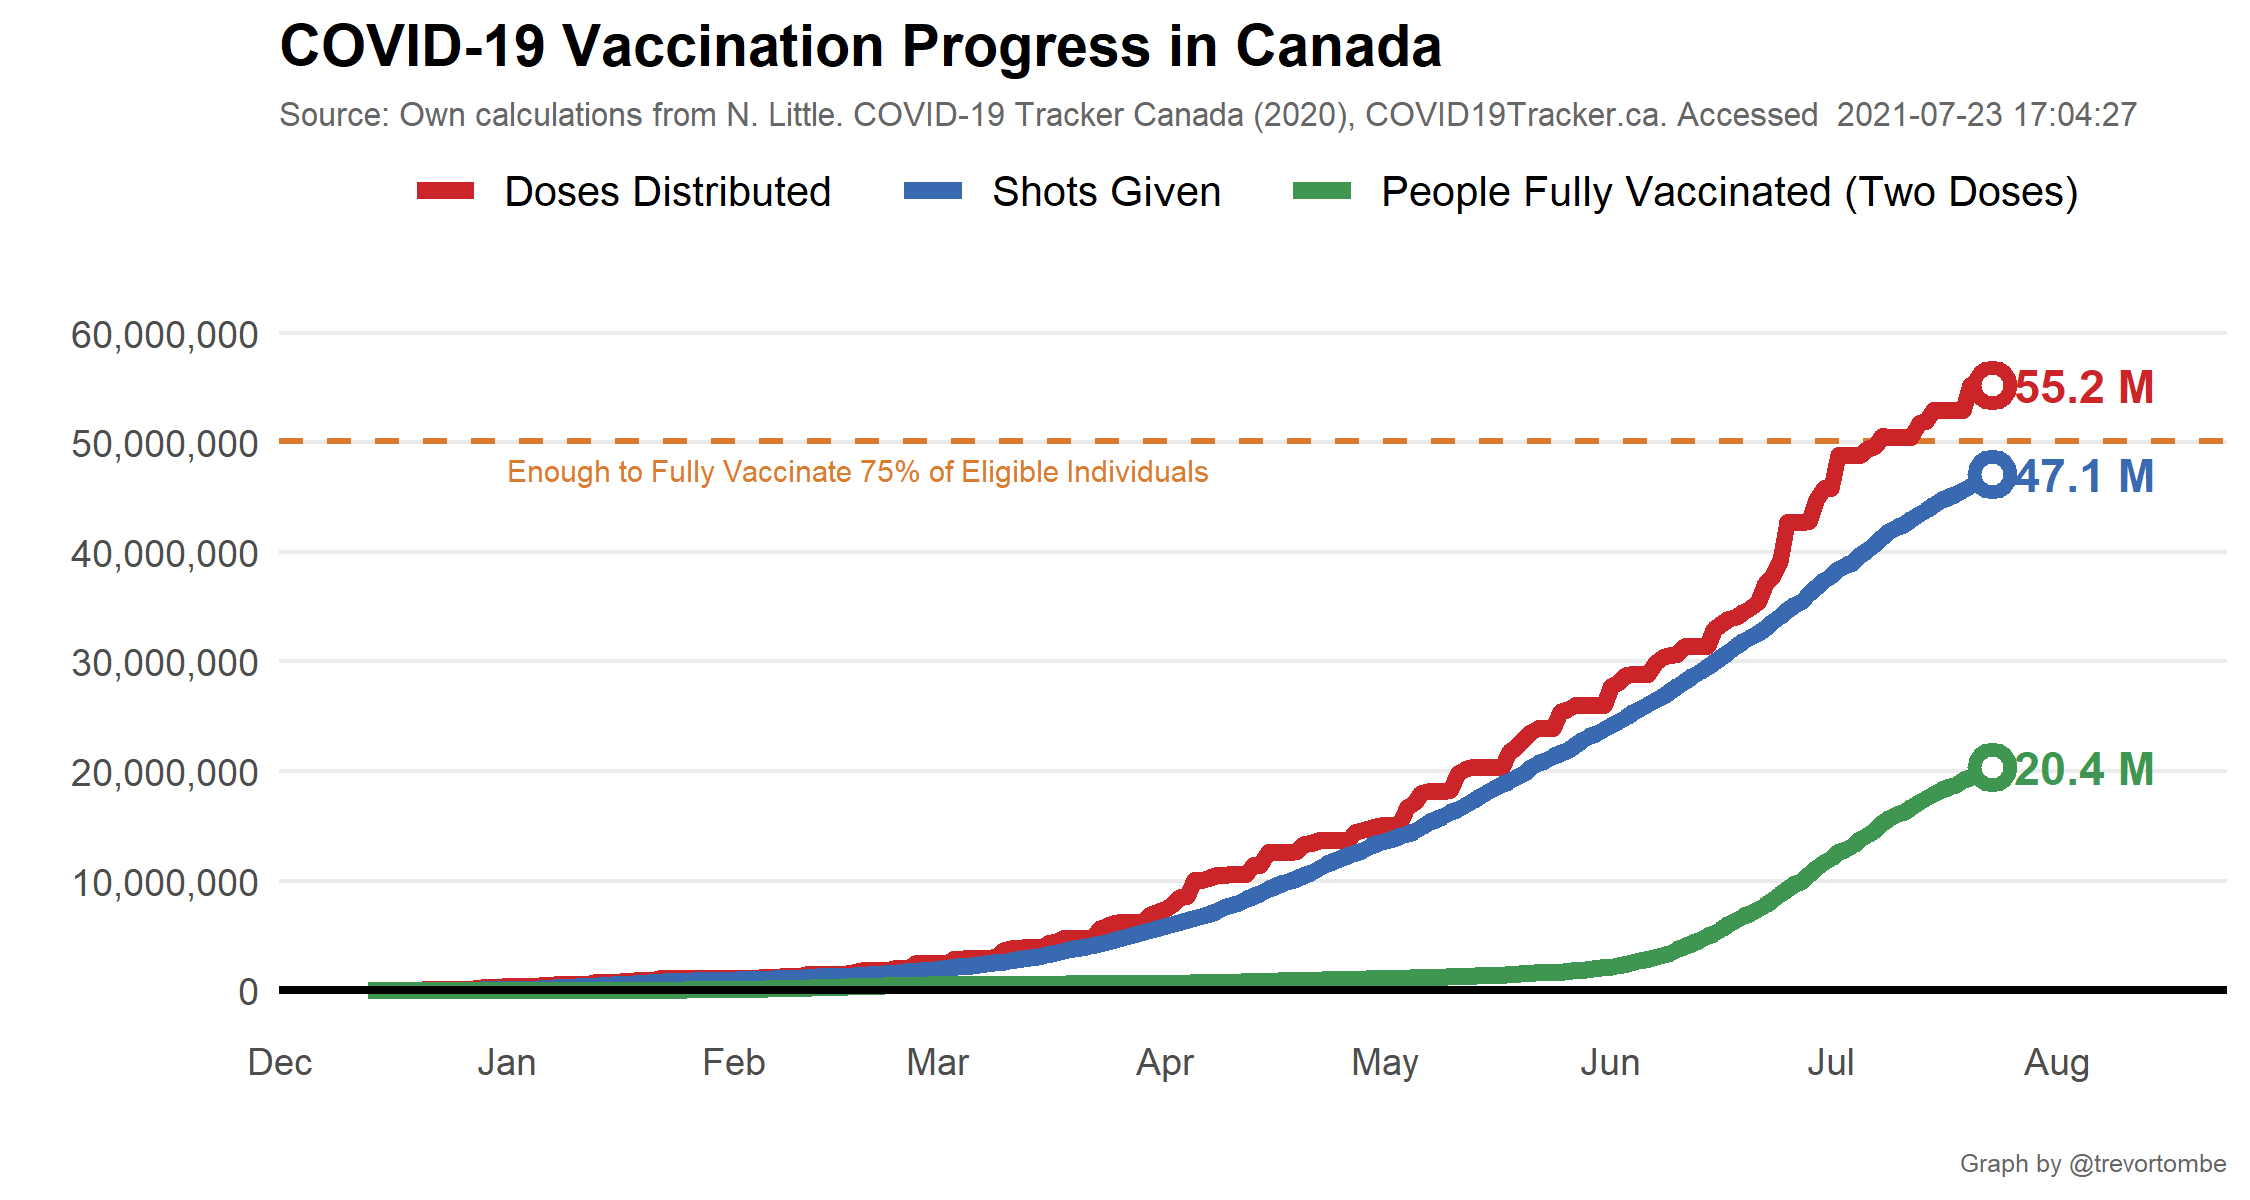 COVID-19 Vaccination Progress in Canada
Source: Own calculations from N. Little. COVID-19 Tracker Canada (2020), COVID19Tracker.ca. Accessed  2021-07-23 17:04:27
Doses Distributed
Shots Given
People Fully Vaccinated (Two Doses)
60,000,000
55.2 M
50,000,000
Enough to Fully Vaccinate 75% of Eligible Individuals
47.1 M
40,000,000
30,000,000
20,000,000
20.4 M
10,000,000
0
Dec Jan Feb Mar Apr May Jun Jul Aug
Graph by @trevortombe